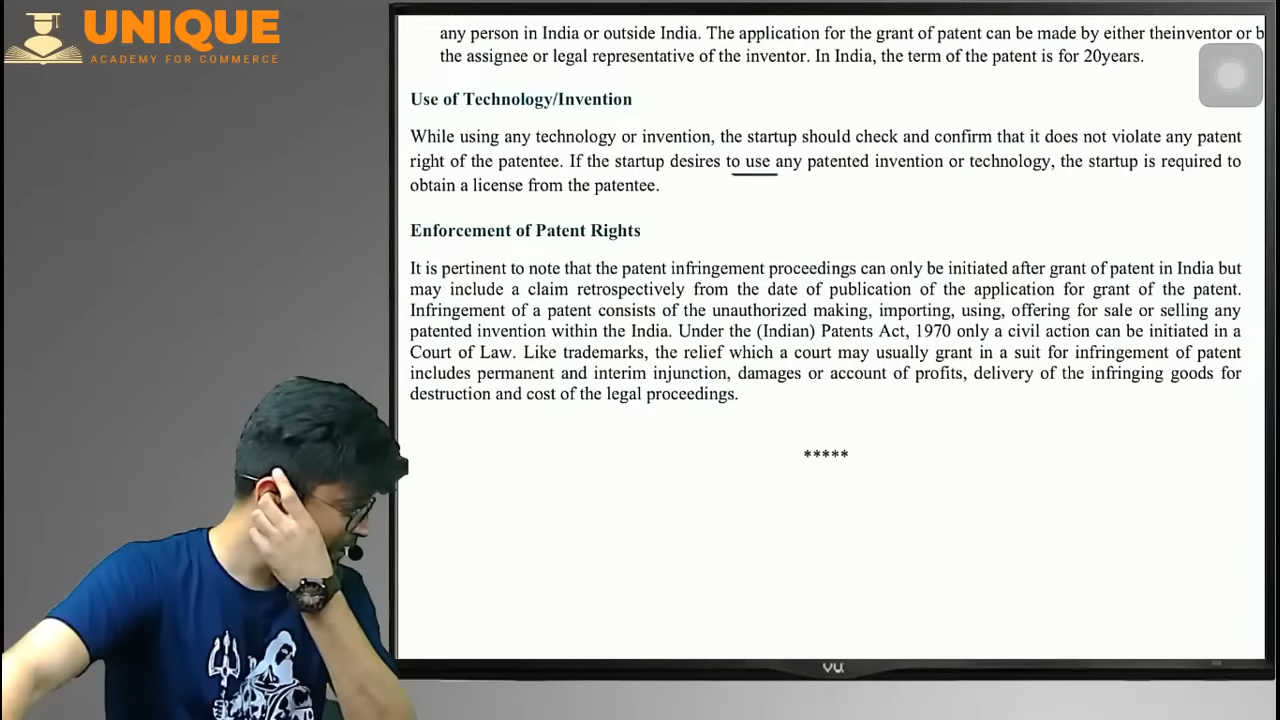 UNIQUE
ACADEMY FOR COMMERCE
any person in India or outside India. The application for the grant of patent can be made by either theinventor or b
the assignee or legal representative of the inventor. In India, the term of the patent is for 20years.
Use of Technology/Invention
While using any technology or invention, the startup should check and confirm that it does not violate any patent
right of the patentee. If the startup desires to use any patented invention or technology, the startup is required to
obtain a license from the patentee.
Enforcement of Patent Rights
It is pertinent to note that the patent infringement proceedings can only be initiated after grant of patent in India but
may include a claim retrospectively from the date of publication of the application for grant of the patent.
Infringement of a patent consists of the unauthorized making, importing, using, offering for sale or selling any
patented invention within the India. Under the (Indian) Patents Act, 1970 only a civil action can be initiated in a
Court of Law. Like trademarks, the relief which a court may usually grant in a suit for infringement of patent
includes permanent and interim injunction, damages or account of profits, delivery of the infringing goods for
destruction and cost of the legal proceedings.
*****
VU